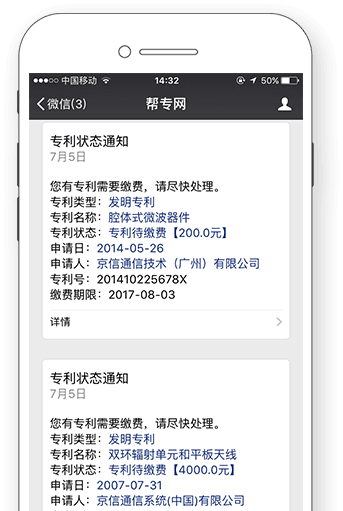 中国移动
14:32
50%
微信(3)
帮专网
专利状态通知
7月5日
您有专利需要缴费，请尽快处理。
专利类型：发明专利
专利名称：腔体式微波器件
专利状态：专利待缴费【200.0元】
申请日：2014-05-26
申请人：京信通信技术（广州）有限公司
专利号：201410225678X
缴费期限：2017-08-03
详情
专利状态通知
7月5日
您有专利需要缴费，请尽快处理。
专利类型：发明专利
专利名称：双环辐射单元和平板天线
专利状态：专利待缴费【4000.0元】
申请日：2007-07-31
申请人：京信通信系统(中国)有限公司